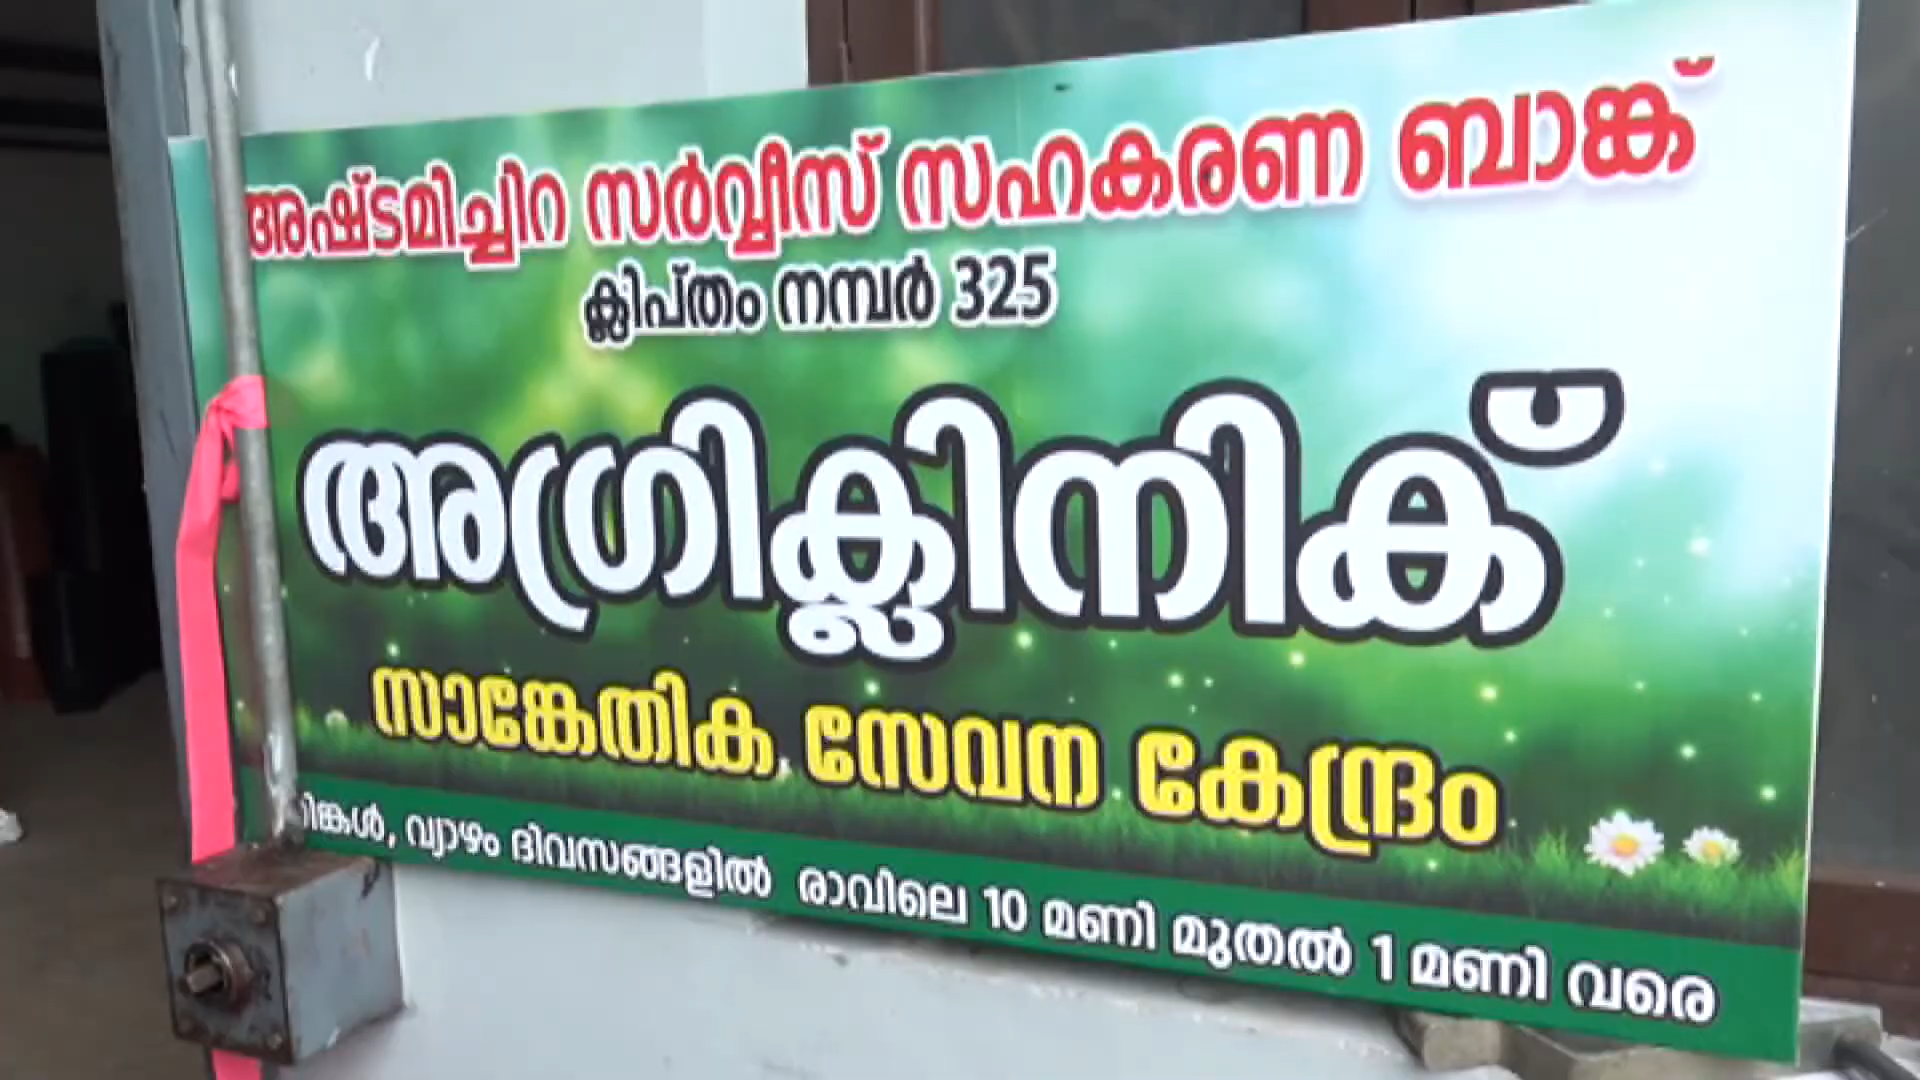 അഷ്ടമിച്ചിറ സർവ്വീസ് സഹകരണ ബാങ്ക്
ക്ലിപ്തം നമ്പർ 325
അഗ്രിക്ലിനിക്
സാങ്കേതിക സേവന കേന്ദ്രം
വ്യാഴം ദിവസങ്ങളിൽ രാവിലെ 10 മണി മുതൽ 1 മണി വരെ